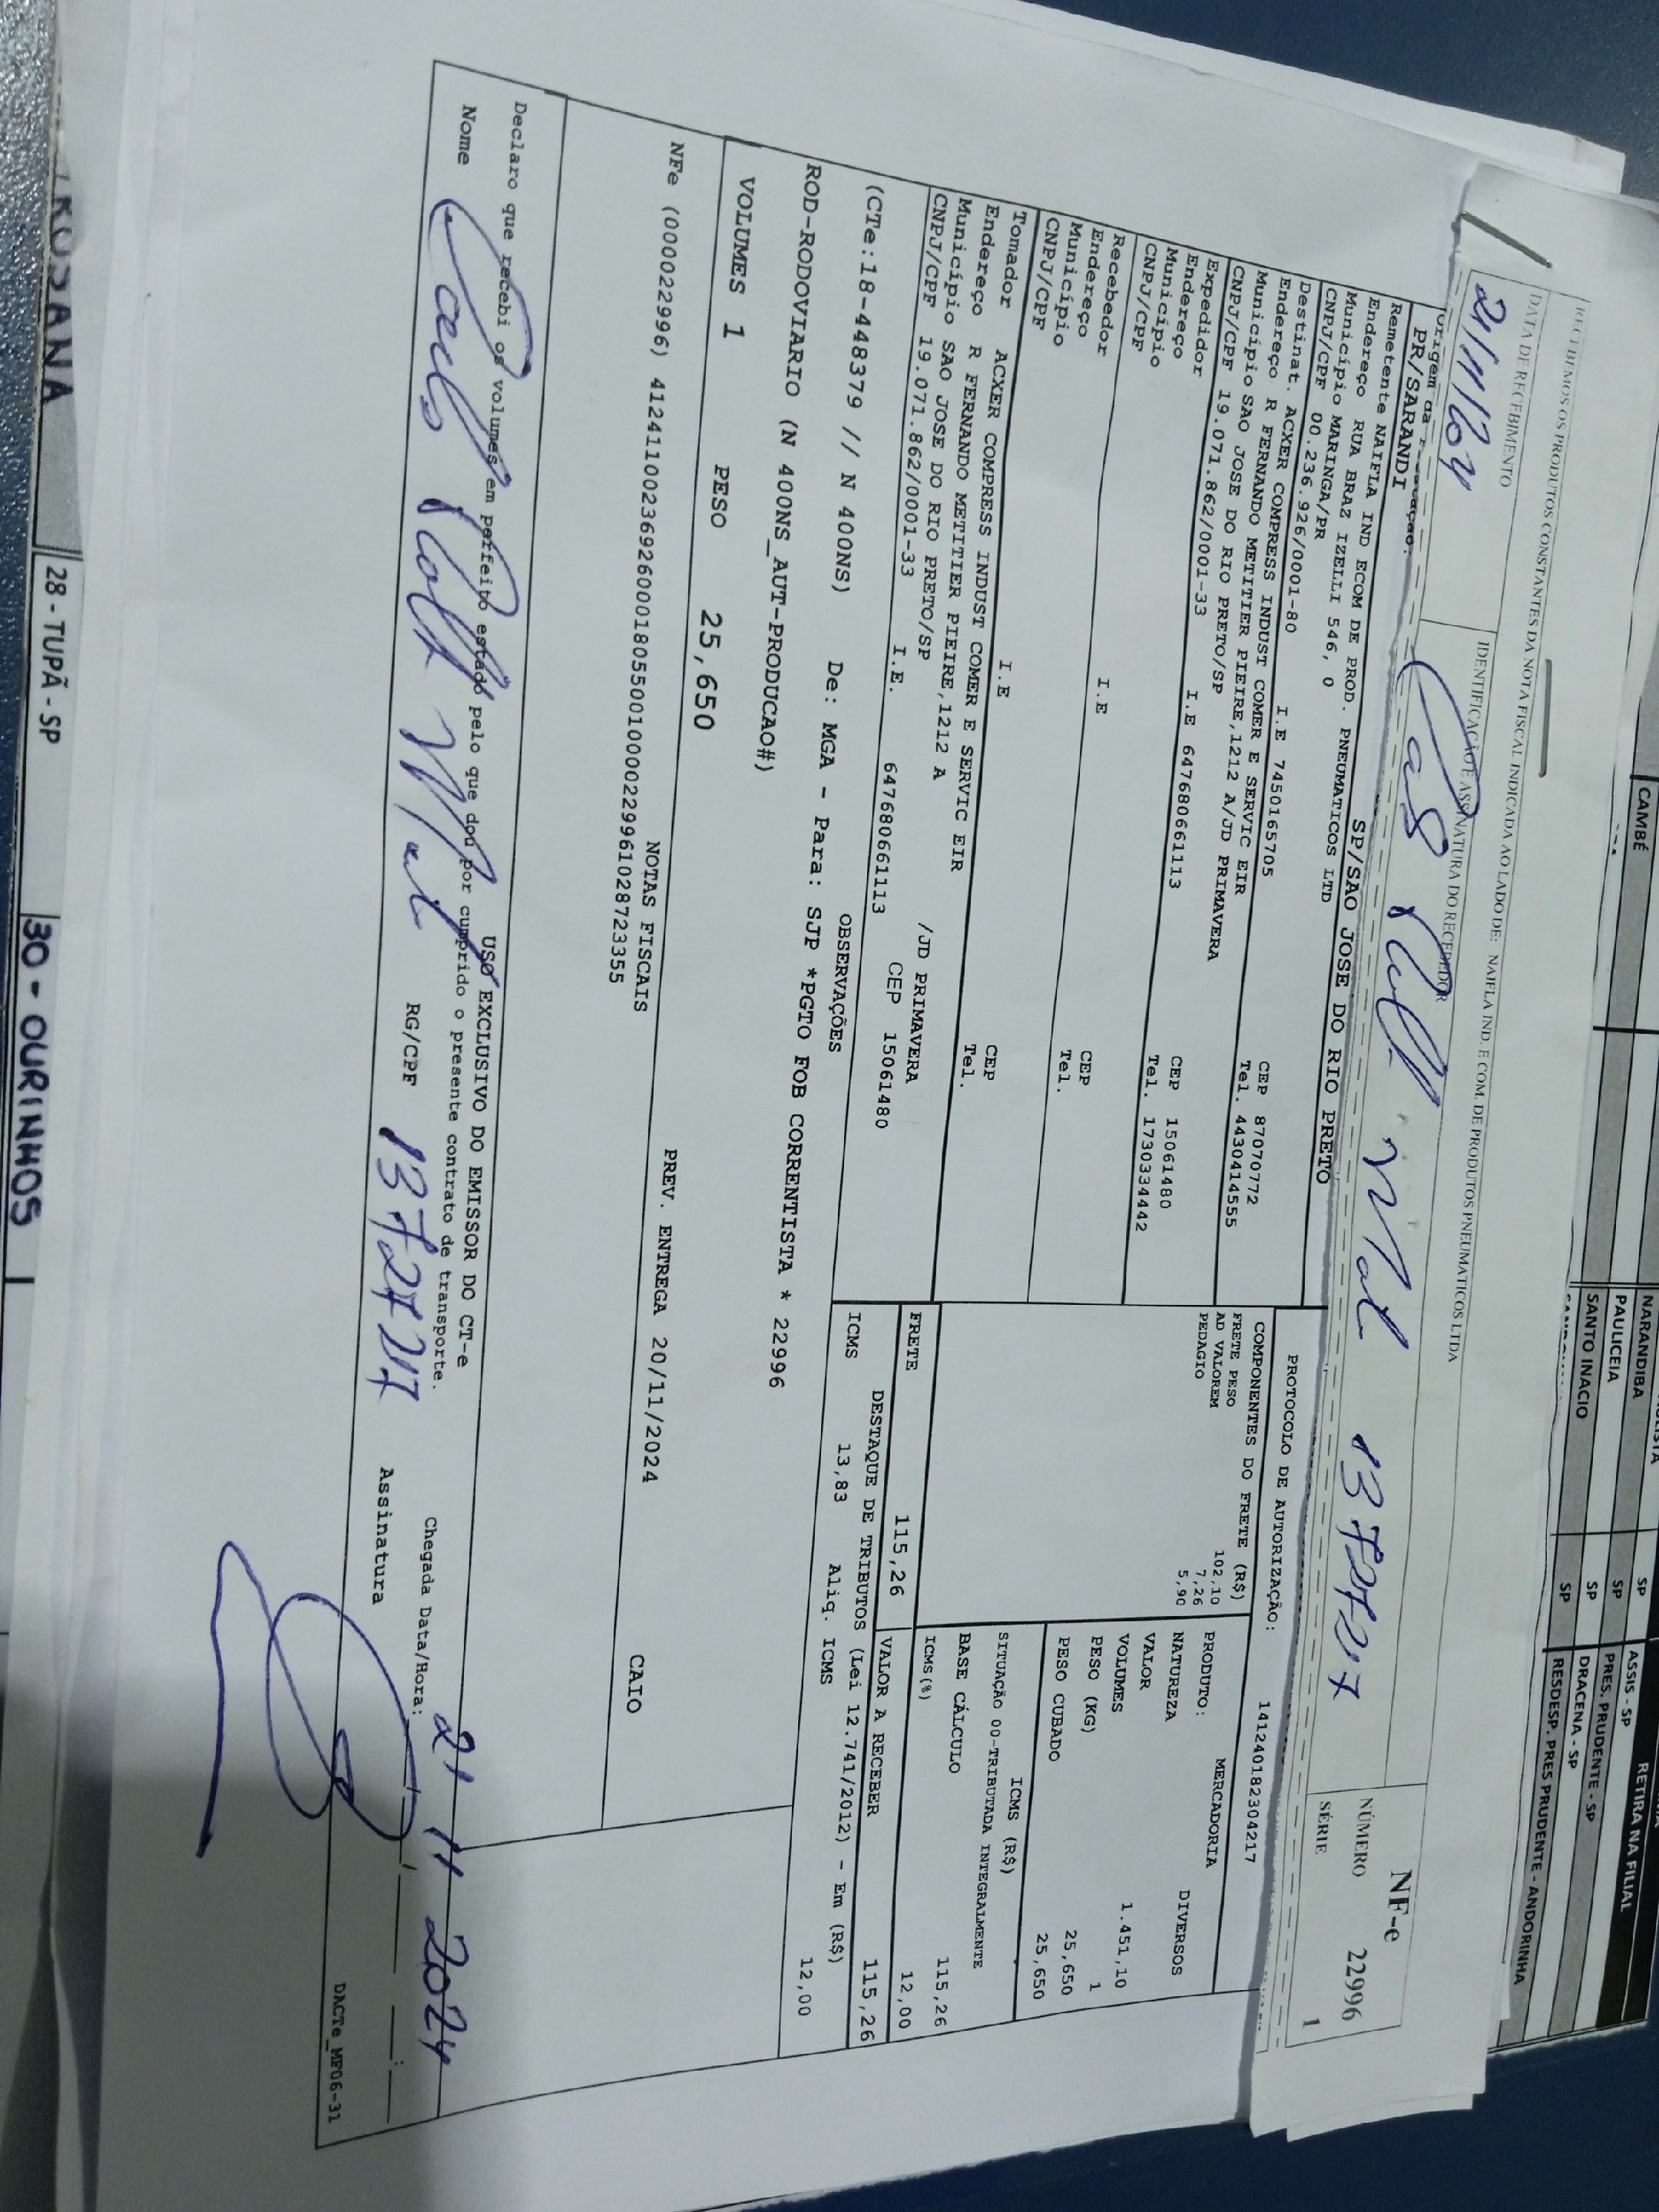 CAMBÉ
NARANDIBA SP ASSIS - SP RETIRA NA FILIAL
PAULICEIA SP PRES. PRUDENTE - SP
SANTO INACIO SP DRACENA - SP
SP RESDESP. PRES PRUDENTE - ANDORINHA
RECEBEMOS OS PRODUTOS CONSTANTES DA NOTA FISCAL INDICADA AO LADO DE: NAIFLA IND. E COM. DE PRODUTOS PNEUMATICOS LTDA
DATA DE RECEBIMENTO
IDENTIFICAÇÃO E ASSINATURA DO RECEBEDOR
NF-e
NÚMERO 22996
SÉRIE 1
PR/SARANDI
SP/SAO JOSE DO RIO PRETO
PROTOCOLO DE AUTORIZAÇÃO: 141240182304217
Remetente NAIFLA IND ECOM DE PROD. PNEUMATICOS LTD
Endereço RUA BRAZ IZELLI 546, 0
Município MARINGA/PR CEP 87070772
CNPJ/CPF 00.236.926/0001-80 I.E 7450165705 Tel. 4430414555
Destinat. ACXER COMPRESS INDUST COMER E SERVIC EIR
Endereço R FERNANDO METITIER PIEIRE,1212 A/JD PRIMAVERA
Município SAO JOSE DO RIO PRETO/SP CEP 15061480
CNPJ/CPF 19.071.862/0001-33 I.E 647680661113 Tel. 1730334442
Expedidor
Endereço
Município CEP
CNPJ/CPF I.E Tel.
Recebedor
Endereço
Município CEP
CNPJ/CPF I.E Tel.
Tomador ACXER COMPRESS INDUST COMER E SERVIC EIR
Endereço R FERNANDO METITIER PIEIRE,1212 A /JD PRIMAVERA
Município SAO JOSE DO RIO PRETO/SP
CNPJ/CPF 19.071.862/0001-33 I.E. 647680661113 CEP 15061480
COMPONENTES DO FRETE (R$)
FRETE PESO 102,10
AD VALOREM 7,26
PEDAGIO 5,90
MERCADORIA
PRODUTO: DIVERSOS
NATUREZA
VALOR 1.451,10
VOLUMES 1
PESO (KG) 25,650
PESO CUBADO 25,650
ICMS (R$)
SITUAÇÃO 00-TRIBUTADA INTEGRALMENTE
BASE CÁLCULO 115,26
ICMS(%) 12,00
FRETE 115,26 VALOR A RECEBER 115,26
DESTAQUE DE TRIBUTOS (Lei 12.741/2012) - Em (R$)
ICMS 13,83 Aliq. ICMS 12,00
OBSERVAÇÕES
(CTe:18-448379 // N 400NS) De: MGA - Para: SJP *PGTO FOB CORRENTISTA * 22996
ROD-RODOVIARIO (N 400NS_AUT-PRODUCAO#)
VOLUMES 1 PESO 25,650
NOTAS FISCAIS
PREV. ENTREGA 20/11/2024 CAIO
NFe (000022996) 41241100236926000180550010000229961028723355
USO EXCLUSIVO DO EMISSOR DO CT-e
Declaro que recebi os volumes em perfeito estado pelo que dou por cumprido o presente contrato de transporte.
Chegada Data/Hora: 21 11 2024
Nome RG/CPF Assinatura
DACTe_MF06-31
28 - TUPÃ - SP
30 - OURINHOS